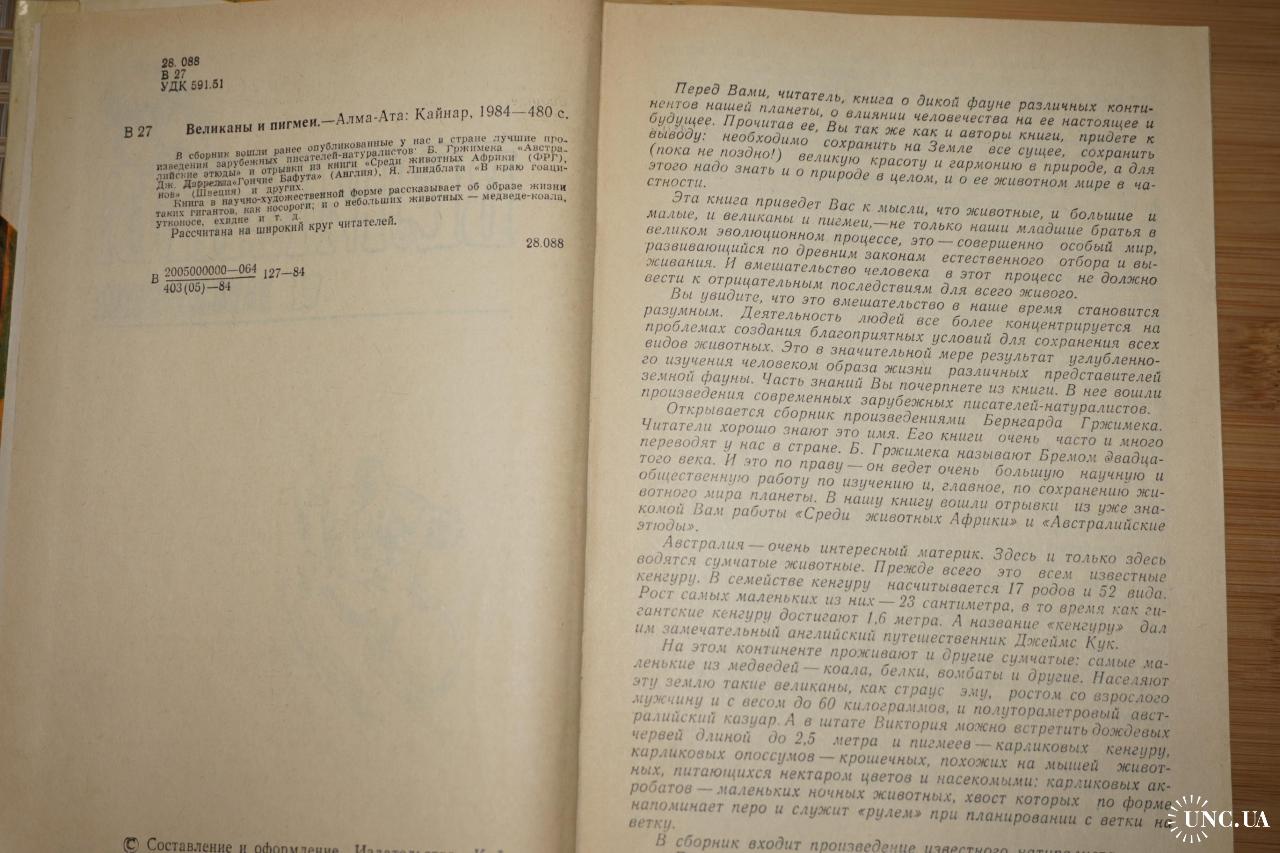 28. 088
В 27
УДК 591.51
В 27 Великаны и пигмеи.—Алма-Ата: Кайнар, 1984—480 с.
В сборник вошли ранее опубликованные у нас в стране лучшие про-
изведения зарубежных писателей-натуралистов: Б. Гржимека «Австра-
лийские этюды» и отрывки из книги «Среди животных Африки (ФРГ),
Дж. Даррелла«Гончие Бафута» (Англия), Я. Линдблата «В краю гоаци-
нов» (Швеция) и других.
Книга в научно-художественной форме рассказывает об образе жизни
таких гигантов, как носороги; и о небольших животных — медведе-коала,
утконосе, ехидне и т. д.
Рассчитана на широкий круг читателей.
28.088
В 2005000000—064 127—84
403(05)—84
© Составление и оформление.
Перед Вами, читатель, книга о дикой фауне различных конти-
нентов нашей планеты, о влиянии человечества на ее настоящее и
будущее. Прочитав ее, Вы так же как и авторы книги, придете к
выводу: необходимо сохранить на Земле все сущее, сохранить
(пока не поздно!) великую красоту и гармонию в природе, а для
этого надо знать и о природе в целом, и о ее животном мире в ча-
стности.
Эта книга приведет Вас к мысли, что животные, и большие и
малые, и великаны и пигмеи,—не только наши младшие братья в
великом эволюционном процессе, это — совершенно особый мир,
развивающийся по древним законам естественного отбора и вы-
живания. И вмешательство человека в этот процесс не должно
вести к отрицательным последствиям для всего живого.
Вы увидите, что это вмешательство в наше время становится
разумным. Деятельность людей все более концентрируется на
проблемах создания благоприятных условий для сохранения всех
видов животных. Это в значительной мере результат углубленно-
го изучения человеком образа жизни различных представителей
земной фауны. Часть знаний Вы почерпнете из книги. В нее вошли
произведения современных зарубежных писателей-натуралистов.
Открывается сборник произведениями Бернгарда Гржимека.
Читатели хорошо знают это имя. Его книги очень часто и много
переводят у нас в стране. Б. Гржимека называют Бремом двадца-
того века. И это по праву — он ведет очень большую научную и
общественную работу по изучению и, главное, по сохранению жи-
вотного мира планеты. В нашу книгу вошли отрывки из уже зна-
комой Вам работы «Среди животных Африки» и «Австралийские
этюды».
Австралия — очень интересный материк. Здесь и только здесь
водятся сумчатые животные. Прежде всего это всем известные
кенгуру. В семействе кенгуру насчитывается 17 родов и 52 вида.
Рост самых маленьких из них — 23 сантиметра, в то время как ги-
гантские кенгуру достигают 1,6 метра. А название «кенгуру» дал
им замечательный английский путешественник Джеймс Кук.
На этом континенте проживают и другие сумчатые: самые ма-
ленькие из медведей — коала, белки, вомбаты и другие. Населяют
эту землю такие великаны, как страус эму, ростом со взрослого
мужчину и с весом до 60 килограммов, и полутораметровый авст-
ралийский казуар. А в штате Виктория можно встретить дождевых
червей длиной до 2,5 метра и пигмеев — карликовых кенгуру,
карликовых опоссумов — крошечных, похожих на мышей живот-
ных, питающихся нектаром цветов и насекомыми: карликовых ак-
робатов — маленьких ночных животных, хвост которых по форме
напоминает перо и служит «рулем» при планировании с ветки на
ветку.
В сборник входит произведение известного
UNC.UA